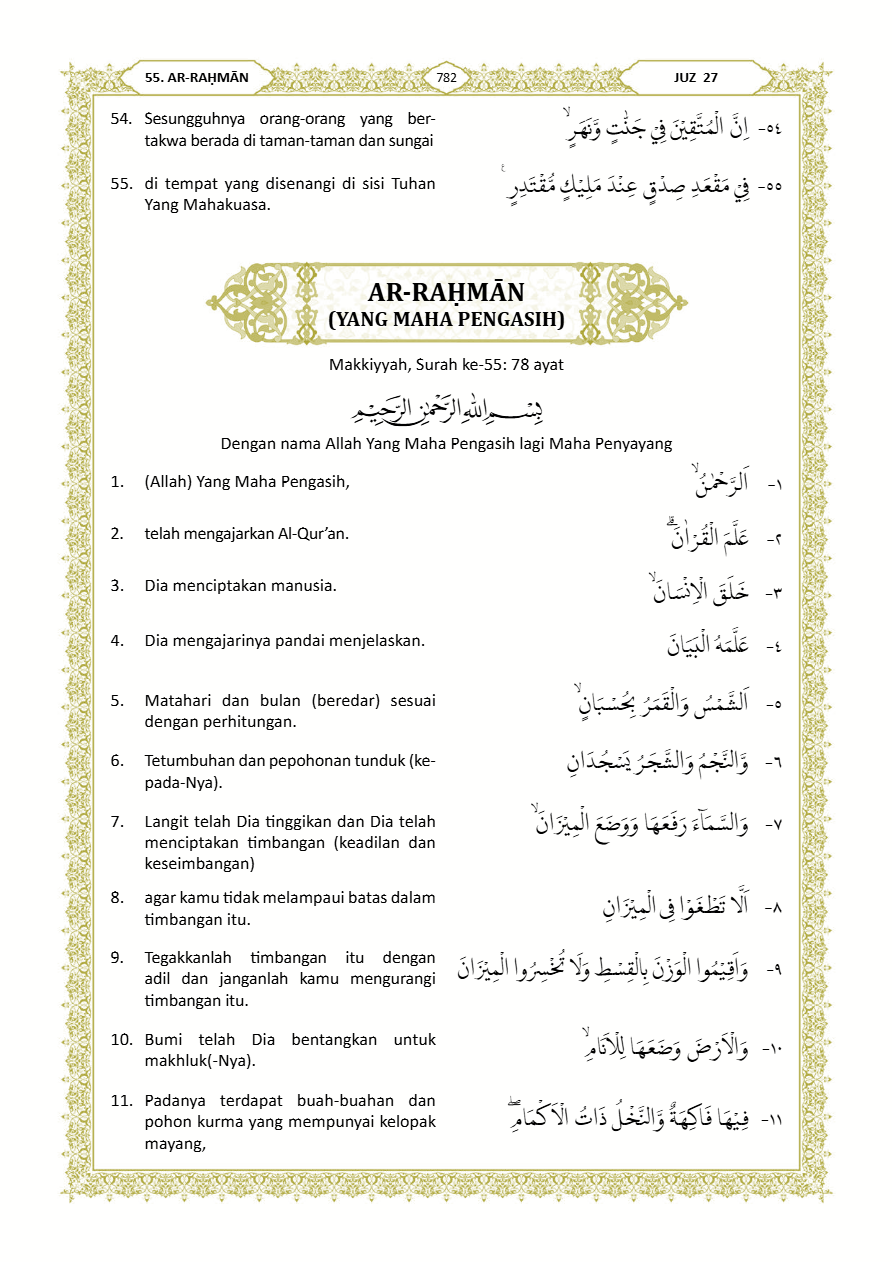 55. AR-RAḤMĀN
782
JUZ 27
54. Sesungguhnya orang-orang yang ber-
takwa berada di taman-taman dan sungai
٥٤- اِنَّ الْمُتَّقِيْنَ فِيْ جَنّٰتٍ وَّنَهَرٍۙ
55. di tempat yang disenangi di sisi Tuhan
Yang Mahakuasa.
٥٥- فِيْ مَقْعَدِ صِدْقٍ عِنْدَ مَلِيْكٍ مُّقْتَدِرٍ ࣖ
AR-RAḤMĀN
(YANG MAHA PENGASIH)
Makkiyyah, Surah ke-55: 78 ayat
بِسْمِ اللّٰهِ الرَّحْمٰنِ الرَّحِيْمِ
Dengan nama Allah Yang Maha Pengasih lagi Maha Penyayang
1. (Allah) Yang Maha Pengasih,
١- اَلرَّحْمٰنُۙ
2. telah mengajarkan Al-Qur’an.
٢- عَلَّمَ الْقُرْاٰنَۗ
3. Dia menciptakan manusia.
٣- خَلَقَ الْاِنْسَانَۙ
4. Dia mengajarinya pandai menjelaskan.
٤- عَلَّمَهُ الْبَيَانَ
5. Matahari dan bulan (beredar) sesuai
dengan perhitungan.
٥- اَلشَّمْسُ وَالْقَمَرُ بِحُسْبَانٍۙ
6. Tetumbuhan dan pepohonan tunduk (ke-
pada-Nya).
٦- وَّالنَّجْمُ وَالشَّجَرُ يَسْجُدَانِ
7. Langit telah Dia tinggikan dan Dia telah
menciptakan timbangan (keadilan dan
keseimbangan)
٧- وَالسَّمَاۤءَ رَفَعَهَا وَوَضَعَ الْمِيْزَانَۙ
8. agar kamu tidak melampaui batas dalam
timbangan itu.
٨- اَلَّا تَطْغَوْا فِى الْمِيْزَانِ
9. Tegakkanlah timbangan itu dengan
adil dan janganlah kamu mengurangi
timbangan itu.
٩- وَاَقِيْمُوا الْوَزْنَ بِالْقِسْطِ وَلَا تُخْسِرُوا الْمِيْزَانَ
10. Bumi telah Dia bentangkan untuk
makhluk(-Nya).
١٠- وَالْاَرْضَ وَضَعَهَا لِلْاَنَامِۙ
11. Padanya terdapat buah-buahan dan
pohon kurma yang mempunyai kelopak
mayang,
١١- فِيْهَا فَاكِهَةٌ وَّالنَّخْلُ ذَاتُ الْاَكْمَامِۖ